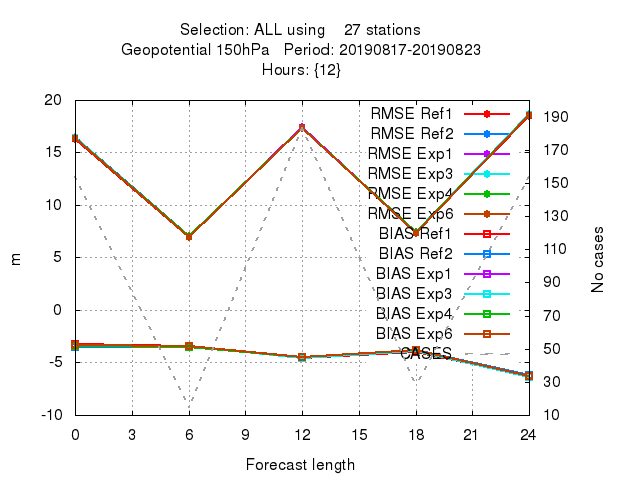 Selection: ALL using    27 stations
Geopotential 150hPa   Period: 20190817-20190823
Hours: {12}
20
15
10
5
0
-5
-10
m
RMSE Ref1
RMSE Ref2
RMSE Exp1
RMSE Exp3
RMSE Exp4
RMSE Exp6
BIAS Ref1
BIAS Ref2
BIAS Exp1
BIAS Exp3
BIAS Exp4
BIAS Exp6
CASES
190
170
150
130
110
90
70
50
30
10
No cases
0 3 6 9 12 15 18 21 24
Forecast length